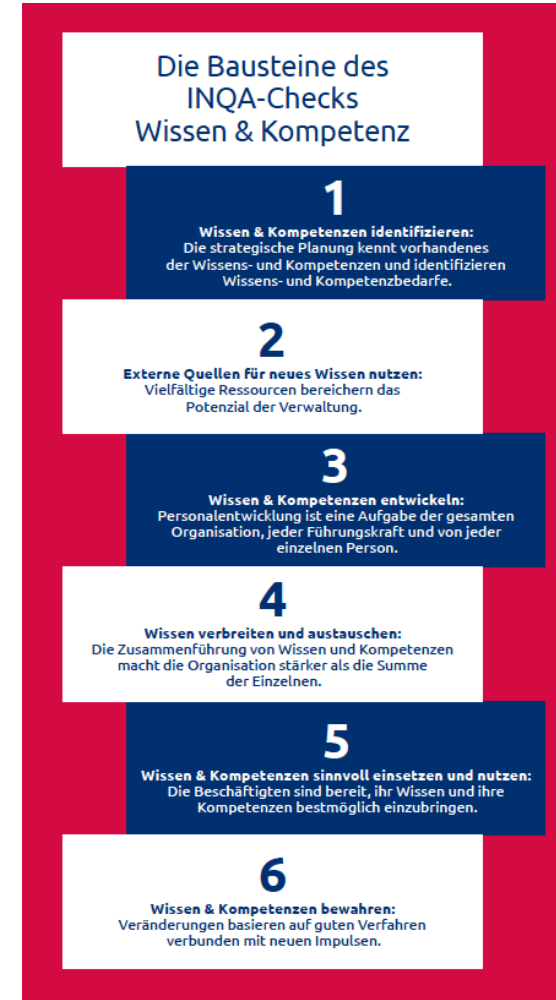 Die Bausteine des
INQA-Checks
Wissen & Kompetenz
1
Wissen & Kompetenzen identifizieren:
Die strategische Planung kennt vorhandenes
der Wissens- und Kompetenzen und identifizieren
Wissens- und Kompetenzbedarfe.
2
Externe Quellen für neues Wissen nutzen:
Vielfältige Ressourcen bereichern das
Potenzial der Verwaltung.
3
Wissen & Kompetenzen entwickeln:
Personalentwicklung ist eine Aufgabe der gesamten
Organisation, jeder Führungskraft und von jeder
einzelnen Person.
4
Wissen verbreiten und austauschen:
Die Zusammenführung von Wissen und Kompetenzen
macht die Organisation stärker als die Summe
der Einzelnen.
5
Wissen & Kompetenzen sinnvoll einsetzen und nutzen:
Die Beschäftigten sind bereit, ihr Wissen und ihre
Kompetenzen bestmöglich einzubringen.
6
Wissen & Kompetenzen bewahren:
Veränderungen basieren auf guten Verfahren
verbunden mit neuen Impulsen.